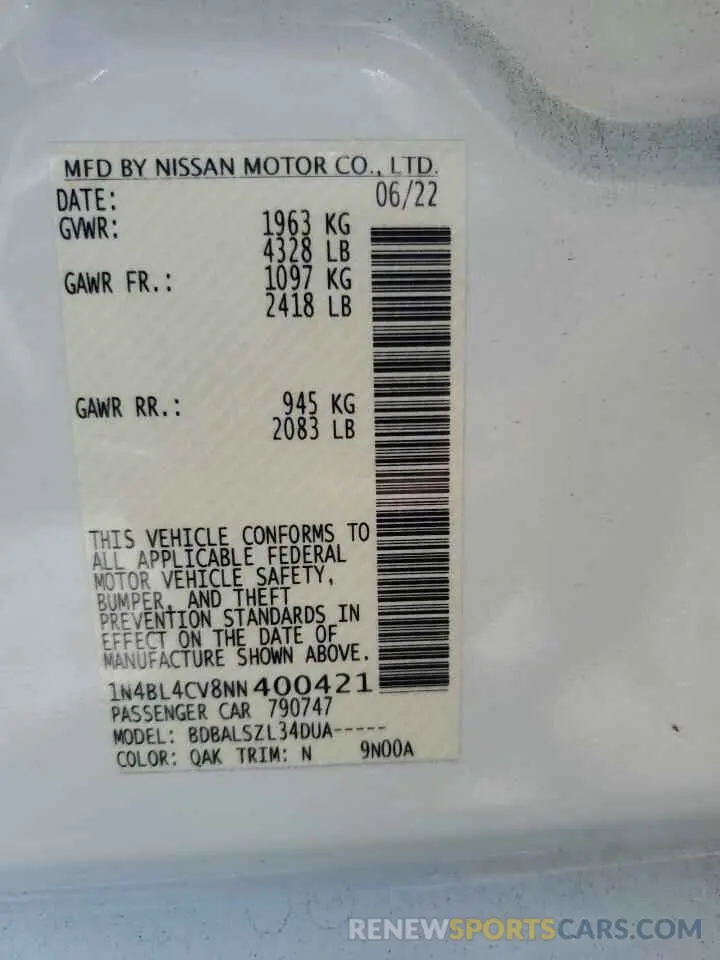 MFD BY NISSAN MOTOR CO., LTD.
DATE: 06/22
GVWR: 1963 KG
4328 LB
GAWR FR.: 1097 KG
2418 LB
GAWR RR.: 945 KG
2083 LB
THIS VEHICLE CONFORMS TO
ALL APPLICABLE FEDERAL
MOTOR VEHICLE SAFETY,
BUMPER, AND THEFT
PREVENTION STANDARDS IN
EFFECT ON THE DATE OF
MANUFACTURE SHOWN ABOVE.
1N4BL4CV8NN400421
PASSENGER CAR 790747
MODEL: BDBALSZL34DUA-----
COLOR: QAK TRIM: N 9N00A
RENEWSPORTSCARS.COM